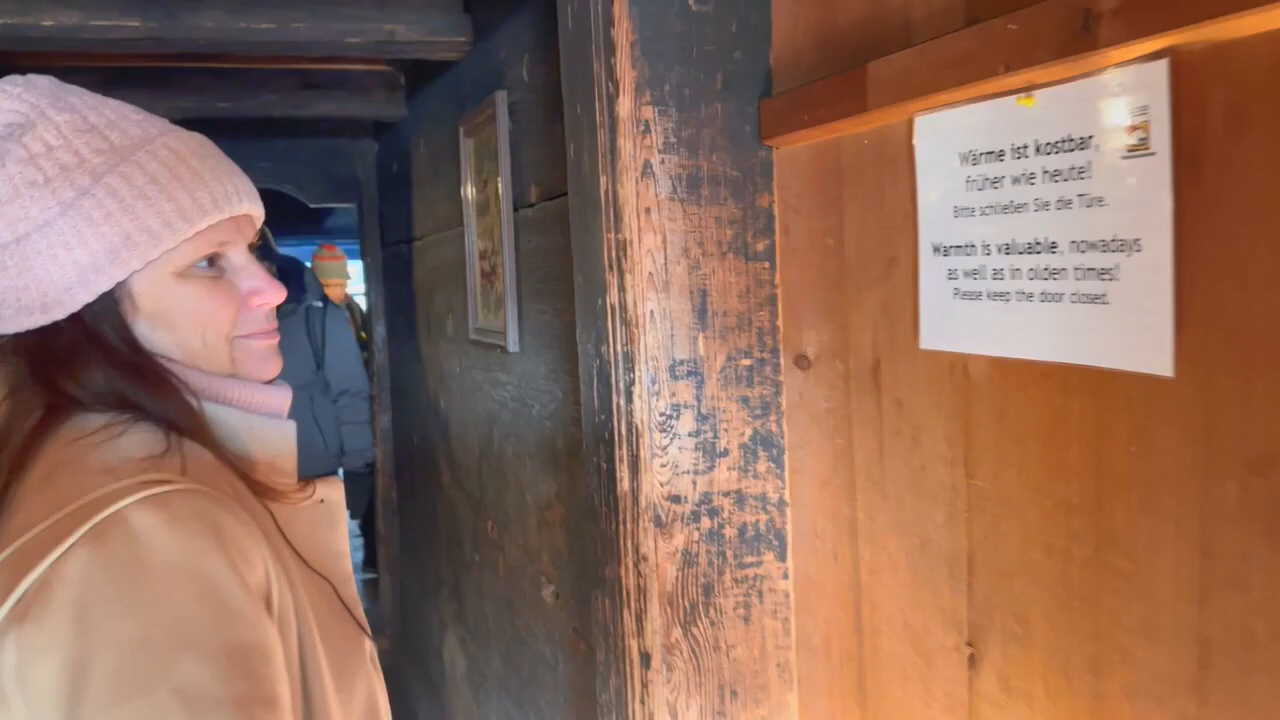 Wärme ist kostbar,
früher wie heute!
Bitte schließen Sie die Türe.
Warmth is valuable, nowadays
as well as in olden times!
Please keep the door closed.